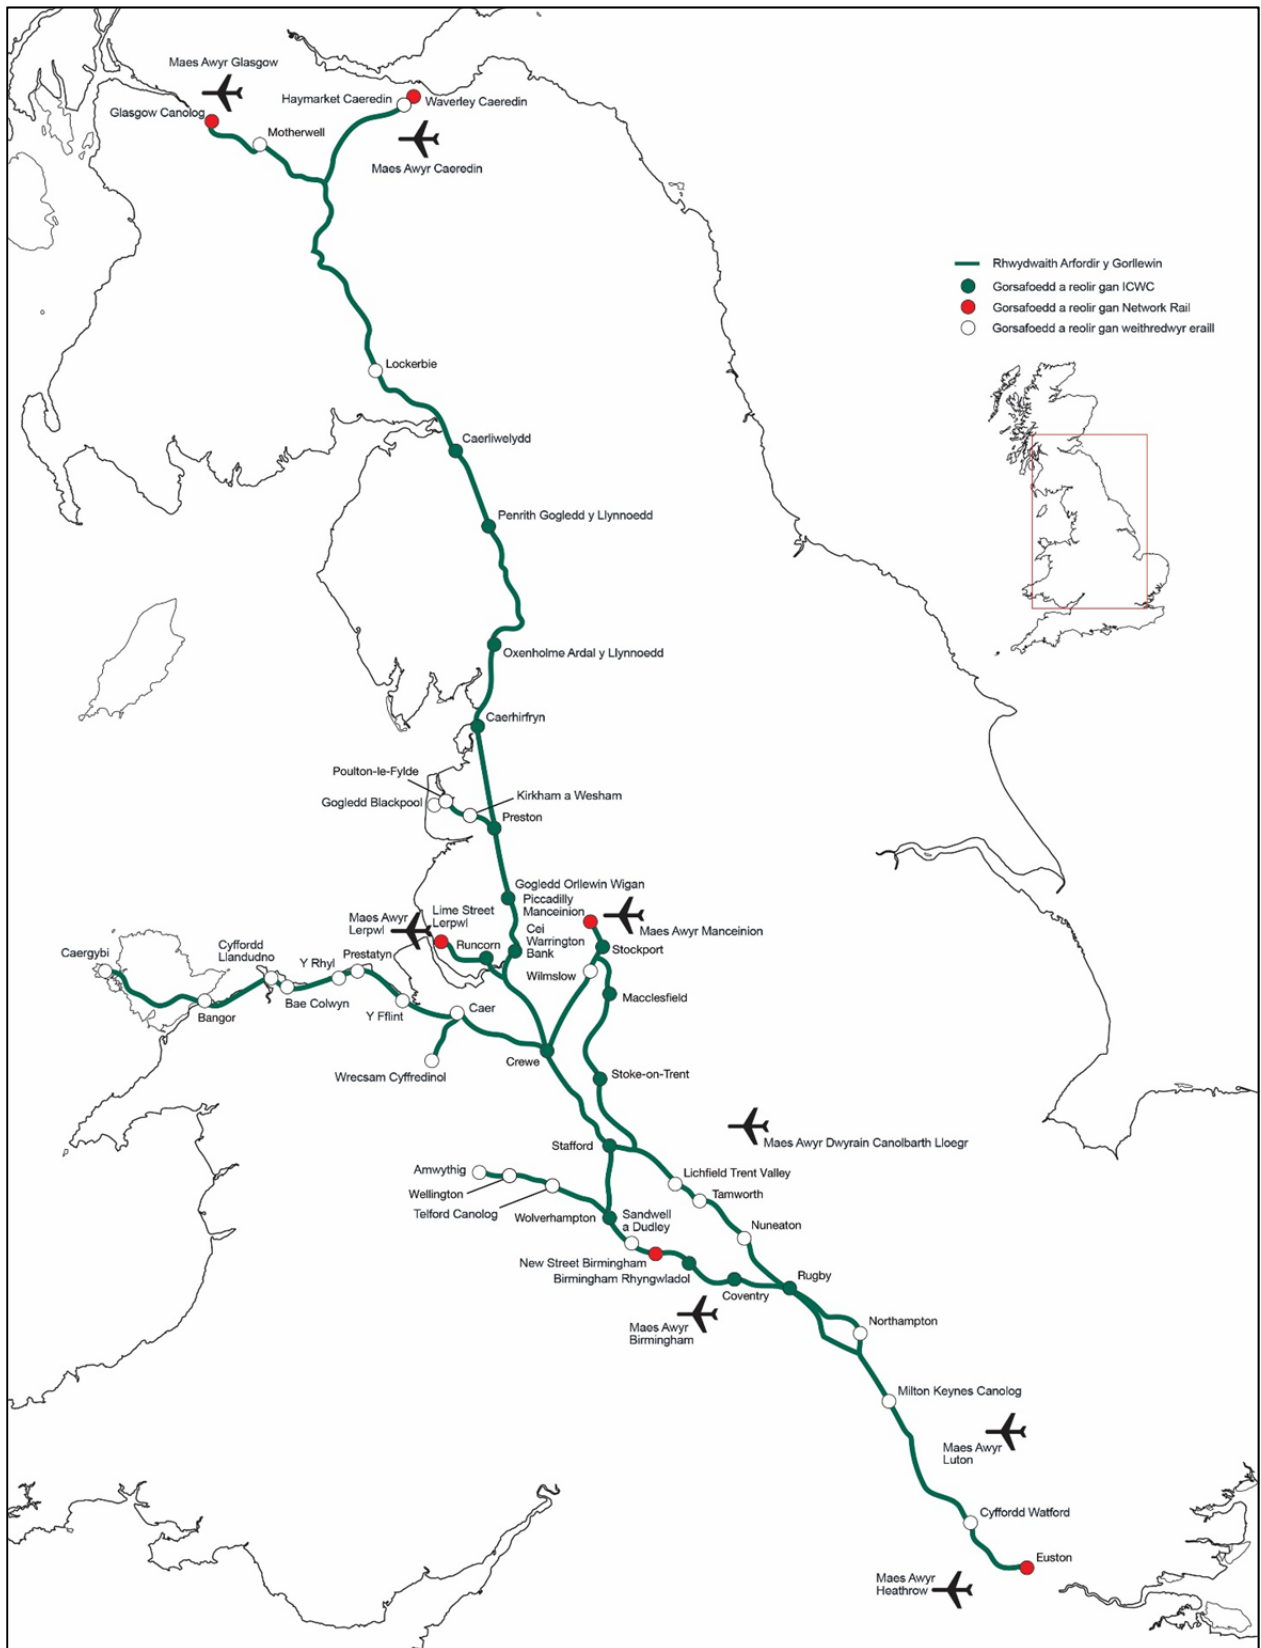 Maes Awyr Glasgow
Haymarket Caeredin
Waverley Caeredin
Glasgow Canolog
Motherwell
Maes Awyr Caeredin
Rhwydwaith Arfordir y Gorllewin
Gorsafoedd a reolir gan ICWC
Gorsafoedd a reolir gan Network Rail
Gorsafoedd a reolir gan weithredwyr eraill
Lockerbie
Caerliwelydd
Penrith Gogledd y Llynnoedd
Oxenholme Ardal y Llynnoedd
Caerhirfryn
Poulton-le-Fylde
Gogledd Blackpool
Kirkham a Wesham
Preston
Gogledd Orllewin Wigan
Piccadilly
Manceinion
Maes Awyr Manceinion
Lime Street
Lerpwl
Maes Awyr
Lerpwl
Cei
Warrington
Bank
Runcorn
Stockport
Wilmslow
Macclesfield
Caergybi
Cyffordd
Llandudno
Y Rhyl
Prestatyn
Bangor
Bae Colwyn
Y Fflint
Caer
Crewe
Wrecsam Cyffredinol
Stoke-on-Trent
Maes Awyr Dwyrain Canolbarth Lloegr
Stafford
Amwythig
Wellington
Telford Canolog
Lichfield Trent Valley
Tamworth
Wolverhampton
Sandwell
a Dudley
Nuneaton
New Street Birmingham
Birmingham Rhyngwladol
Coventry
Rugby
Maes Awyr
Birmingham
Northampton
Milton Keynes Canolog
Maes Awyr
Luton
Cyffordd Watford
Euston
Maes Awyr
Heathrow